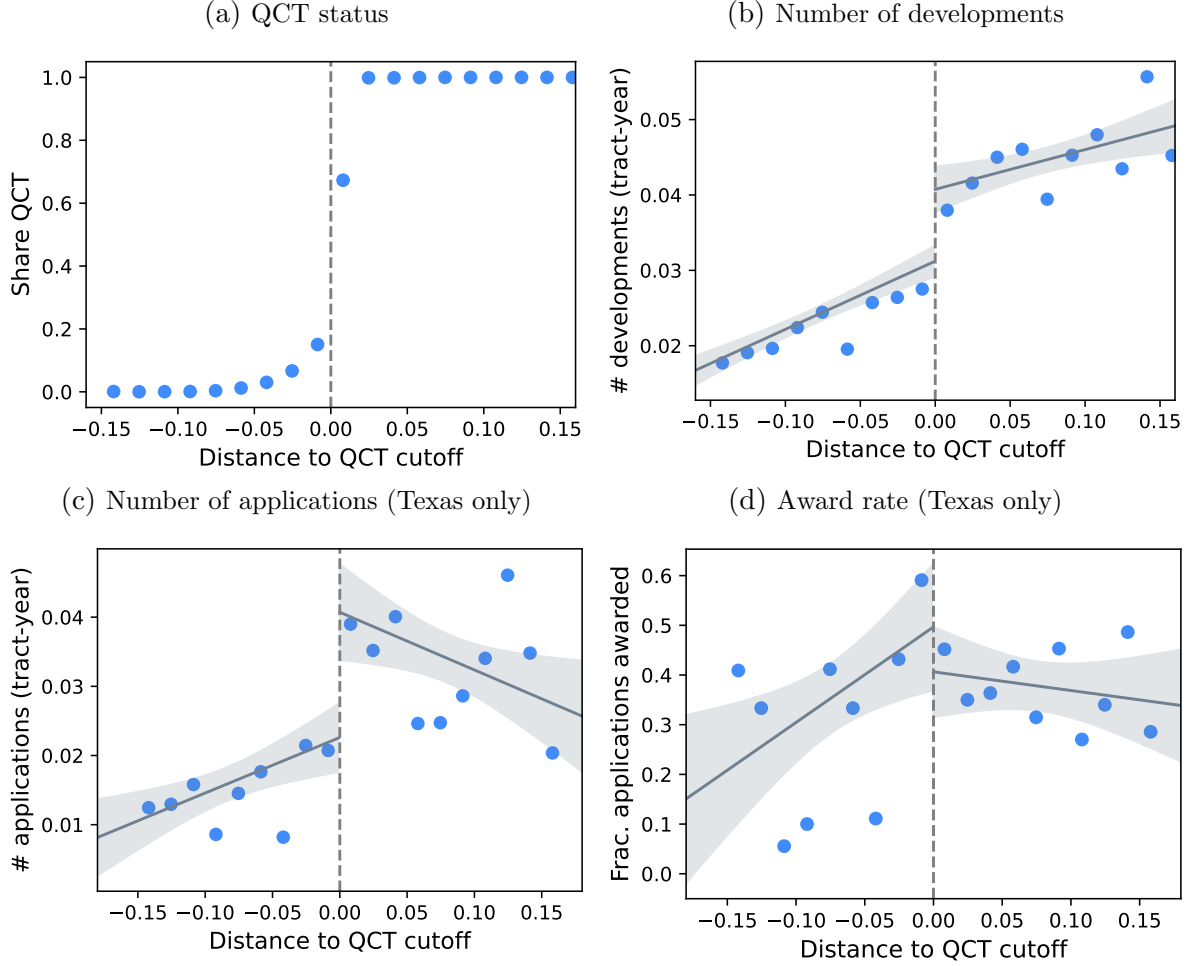 (a) QCT status
1.0
0.8
0.6
0.4
0.2
0.0
Share QCT
−0.15 −0.10 −0.05 0.00 0.05 0.10 0.15
Distance to QCT cutoff
(b) Number of developments
0.05
0.04
0.03
0.02
# developments (tract-year)
−0.15 −0.10 −0.05 0.00 0.05 0.10 0.15
Distance to QCT cutoff
(c) Number of applications (Texas only)
0.04
0.03
0.02
0.01
# applications (tract-year)
−0.15 −0.10 −0.05 0.00 0.05 0.10 0.15
Distance to QCT cutoff
(d) Award rate (Texas only)
0.6
0.5
0.4
0.3
0.2
0.1
0.0
Frac. applications awarded
−0.15 −0.10 −0.05 0.00 0.05 0.10 0.15
Distance to QCT cutoff